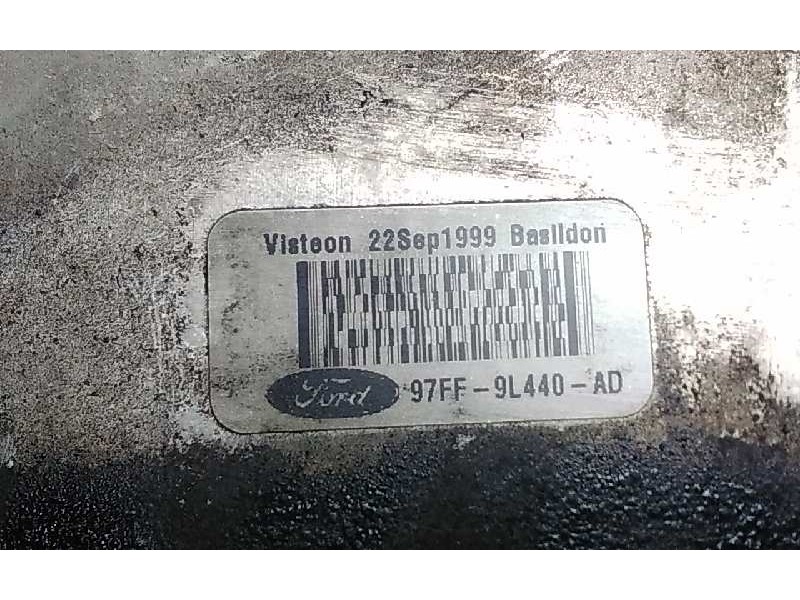 Visteon 22Sep1999 Basildon
Ford 97FF-9L440-AD